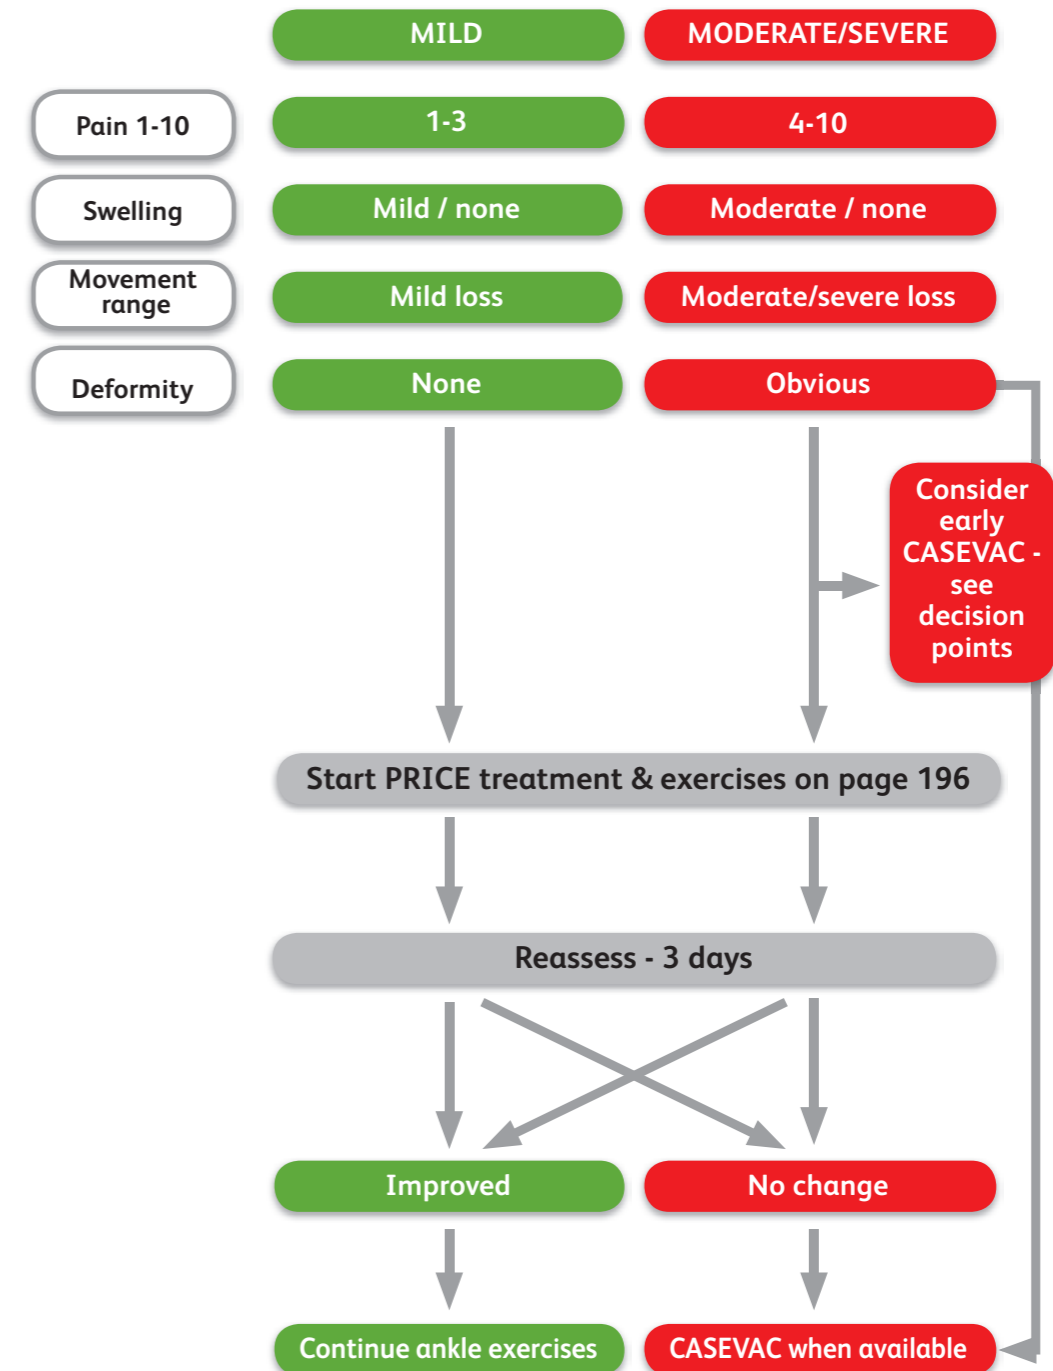 MILD
MODERATE/SEVERE
Pain 1-10
1-3
4-10
Swelling
Mild / none
Moderate / none
Movement
range
Mild loss
Moderate/severe loss
Deformity
None
Obvious
Consider
early
CASEVAC -
see
decision
points
Start PRICE treatment & exercises on page 196
Reassess - 3 days
Improved
No change
Continue ankle exercises
CASEVAC when available